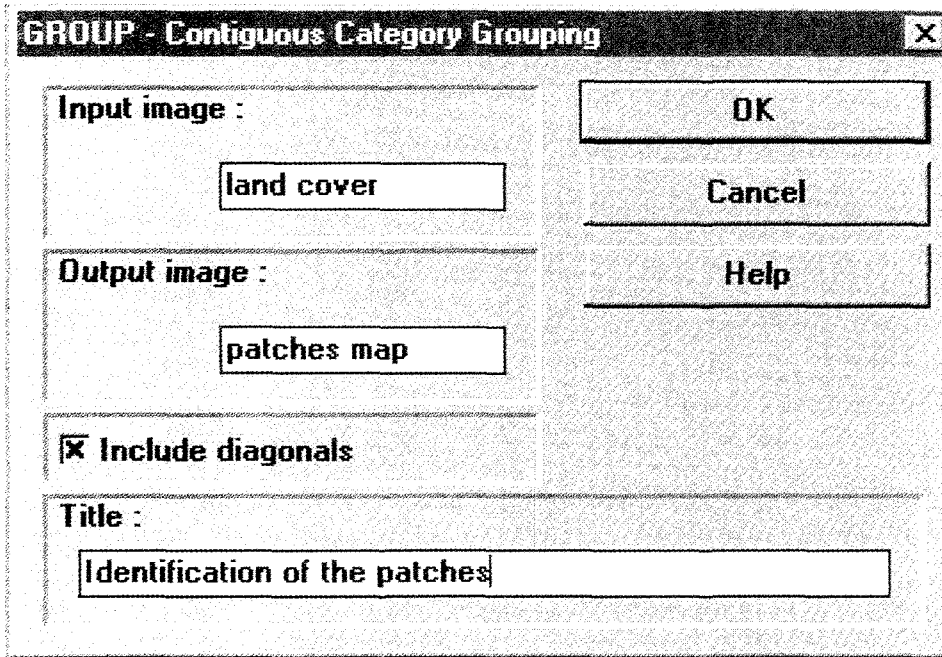 GROUP - Contiguous Category Grouping
Input image :
OK
land cover
Cancel
Output image :
Help
patches map
Include diagonals
Title :
Identification of the patches